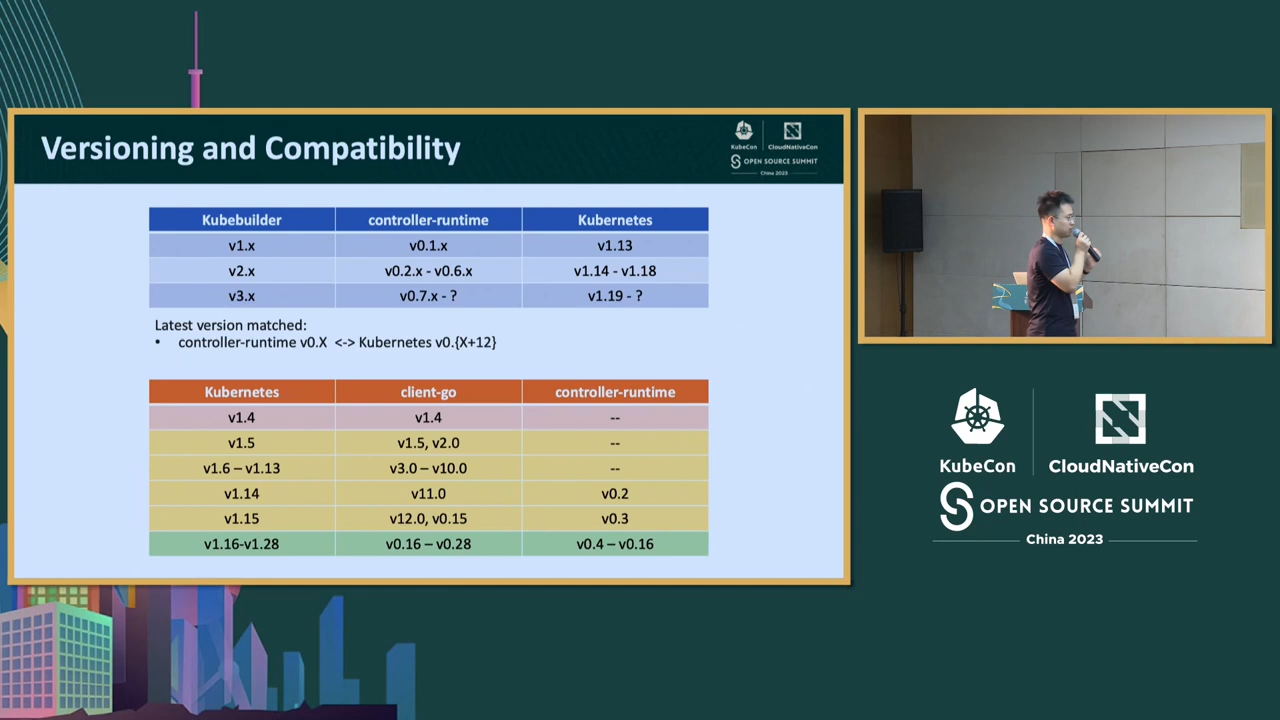 Versioning and Compatibility
KubeCon
CloudNativeCon
OPEN SOURCE SUMMIT
China 2023
Kubebuilder controller-runtime Kubernetes
v1.x v0.1.x v1.13
v2.x v0.2.x - v0.6.x v1.14 - v1.18
v3.x v0.7.x - ? v1.19 - ?
Latest version matched:
• controller-runtime v0.X <-> Kubernetes v0.{X+12}
Kubernetes client-go controller-runtime
v1.4 v1.4 --
v1.5 v1.5, v2.0 --
v1.6 – v1.13 v3.0 – v10.0 --
v1.14 v11.0 v0.2
v1.15 v12.0, v0.15 v0.3
v1.16-v1.28 v0.16 – v0.28 v0.4 – v0.16
KubeCon
CloudNativeCon
OPEN SOURCE SUMMIT
China 2023